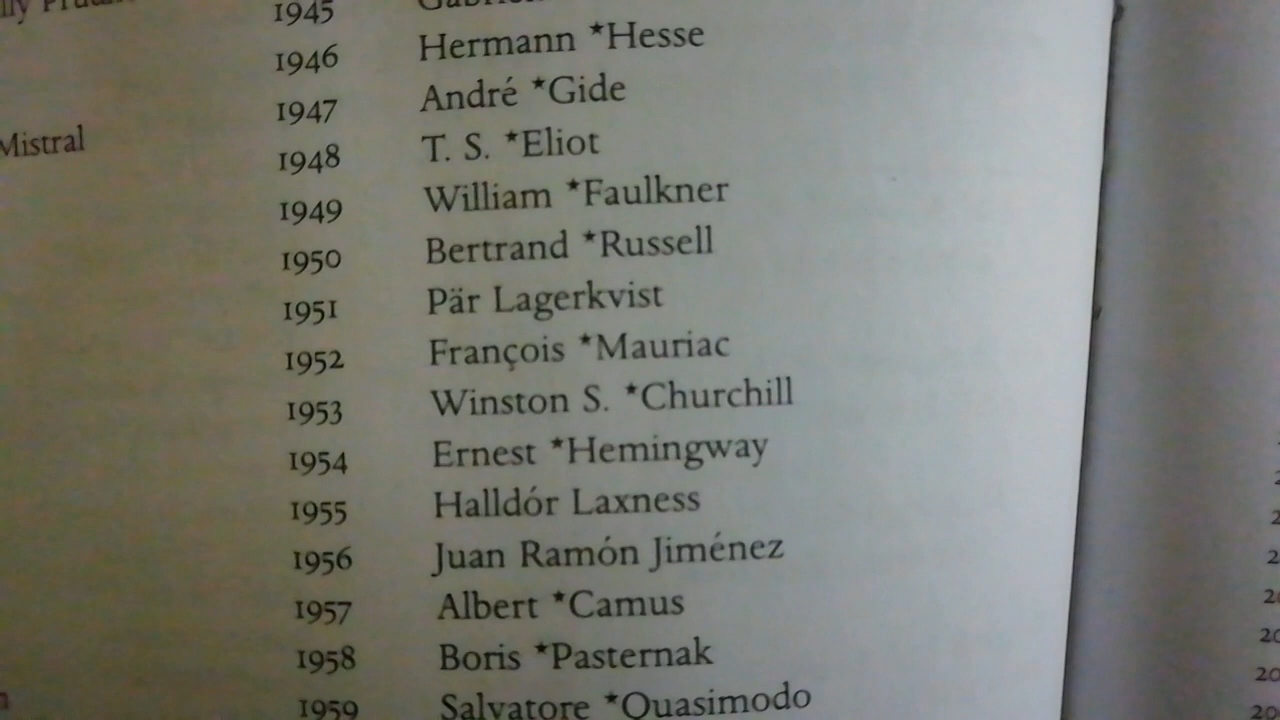 1945
1946 Hermann *Hesse
1947 André *Gide
Mistral 1948 T. S. *Eliot
1949 William *Faulkner
1950 Bertrand *Russell
1951 Pär Lagerkvist
1952 François *Mauriac
1953 Winston S. *Churchill
1954 Ernest *Hemingway
1955 Halldór Laxness
1956 Juan Ramón Jiménez
1957 Albert *Camus
1958 Boris *Pasternak
1959 Salvatore *Quasimodo